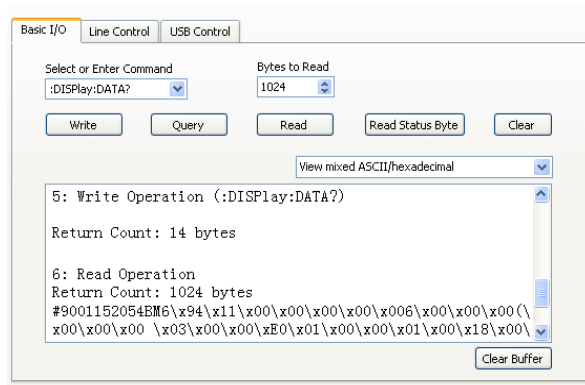 Basic I/O Line Control USB Control
Select or Enter Command Bytes to Read
:DISPlay:DATA? 1024
Write Query Read Read Status Byte Clear
View mixed ASCII/hexadecimal
5: Write Operation (:DISPlay:DATA?)
Return Count: 14 bytes
6: Read Operation
Return Count: 1024 bytes
#9001152054BM6\x94\x11\x00\x00\x00\x00\x006\x00\x00\x00(\
x00\x00\x00 \x03\x00\x00\xE0\x01\x00\x00\x01\x00\x18\x00\
Clear Buffer